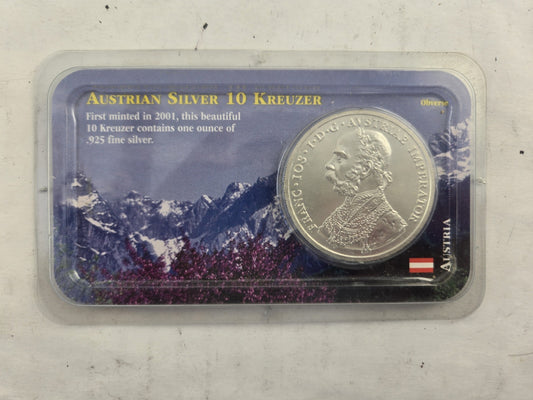 AUSTRIAN SILVER 10 KREUZER
Obverse
First minted in 2001, this beautiful
10 Kreuzer contains one ounce of
.925 fine silver.
FRANC · IOS · I · D · G · AUSTRIAE IMPERATOR
AUSTRIA